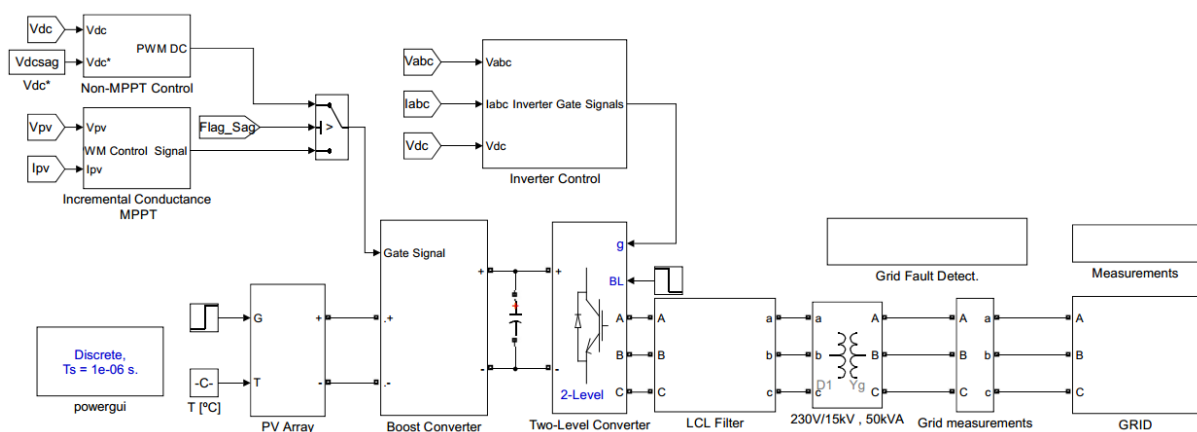 Vdc
Vdc
PWM DC
Vdcsag
Vdc*
Vdc*
Non-MPPT Control
Vpv
Vpv
WM Control Signal
Ipv
Ipv
Incremental Conductance
MPPT
Flag_Sag
>
Vabc
Vabc
Iabc
Iabc
Inverter Gate Signals
Vdc
Vdc
Inverter Control
Discrete,
Ts = 1e-06 s.
powergui
G
-C-
T
T [ºC]
+
-
PV Array
Gate Signal
.+
.-
+
-
Boost Converter
+
+
-
g
BL
A
B
C
2-Level
Two-Level Converter
A
B
C
a
b
c
LCL Filter
a
b
c
A
B
C
D1
Yg
230V/15kV , 50kVA
Grid Fault Detect.
A
B
C
a
b
c
Grid measurements
Measurements
A
B
C
GRID